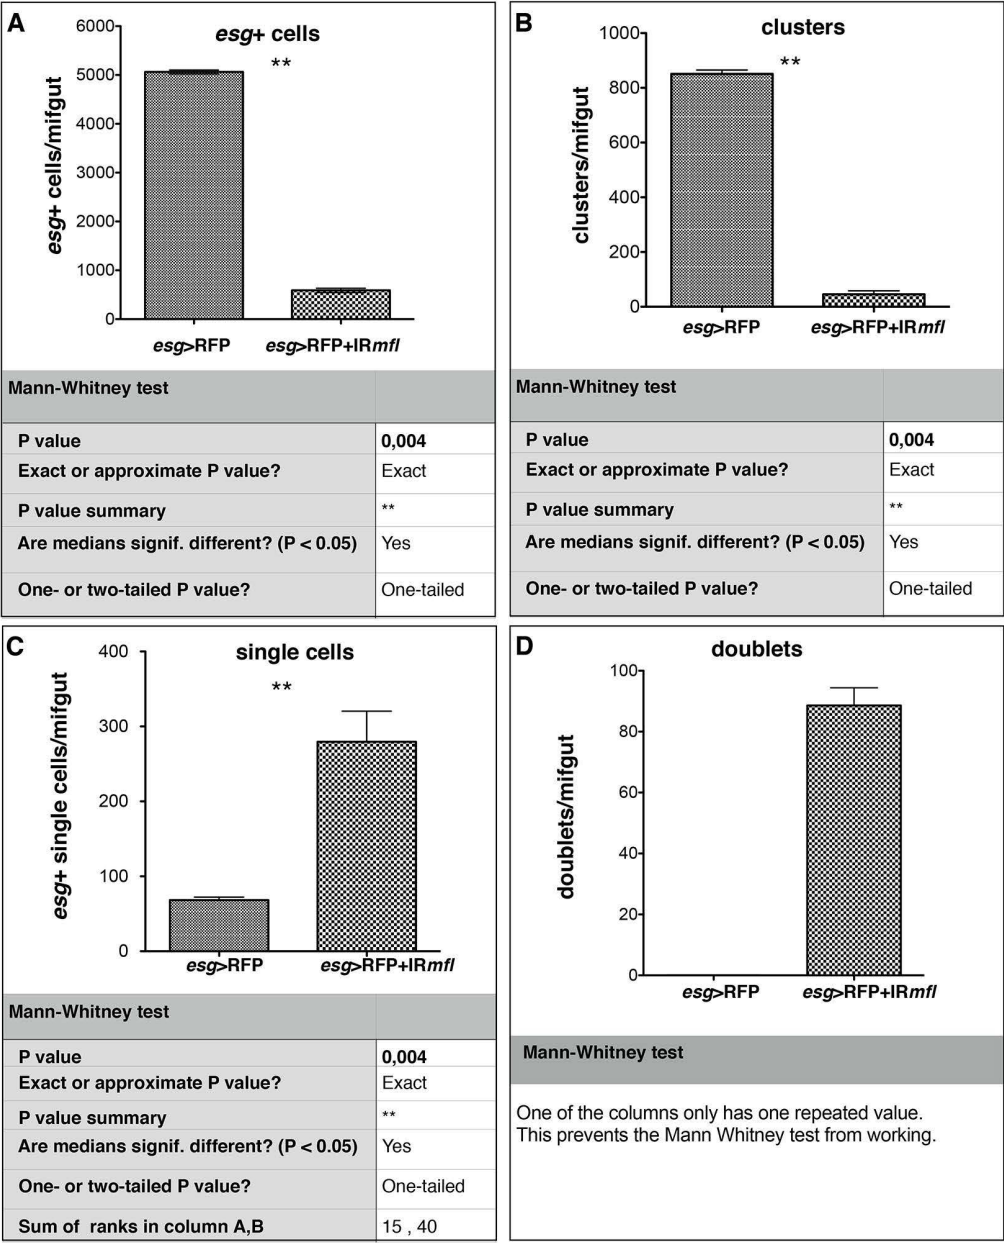 A
esg+ cells
**
6000
5000
4000
3000
2000
1000
0
esg+ cells/mifgut
esg>RFP
esg>RFP+IRmfl
Mann-Whitney test
P value 0,004
Exact or approximate P value? Exact
P value summary **
Are medians signif. different? (P < 0.05) Yes
One- or two-tailed P value? One-tailed
B
clusters
**
1000
800
600
400
200
0
clusters/mifgut
esg>RFP
esg>RFP+IRmfl
Mann-Whitney test
P value 0,004
Exact or approximate P value? Exact
P value summary **
Are medians signif. different? (P < 0.05) Yes
One- or two-tailed P value? One-tailed
C
single cells
**
400
300
200
100
0
esg+ single cells/mifgut
esg>RFP
esg>RFP+IRmfl
Mann-Whitney test
P value 0,004
Exact or approximate P value? Exact
P value summary **
Are medians signif. different? (P < 0.05) Yes
One- or two-tailed P value? One-tailed
Sum of ranks in column A,B 15 , 40
D
doublets
100
80
60
40
20
0
doublets/mifgut
esg>RFP
esg>RFP+IRmfl
Mann-Whitney test
One of the columns only has one repeated value.
This prevents the Mann Whitney test from working.